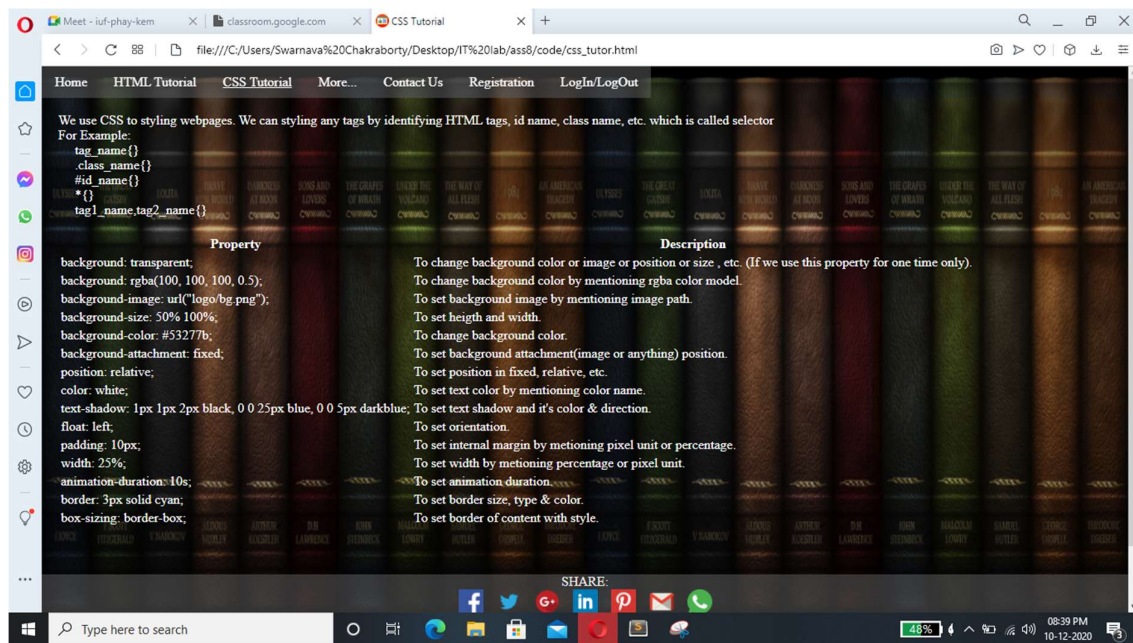 Meet - iuf-phay-kem
classroom.google.com
CSS Tutorial
file:///C:/Users/Swarnava%20Chakraborty/Desktop/IT%20lab/ass8/code/css_tutor.html
Home HTML Tutorial CSS Tutorial More... Contact Us Registration LogIn/LogOut
We use CSS to styling webpages. We can styling any tags by identifying HTML tags, id name, class name, etc. which is called selector
For Example:
tag_name{}
.class_name{}
#id_name{}
*{}
tag1_name,tag2_name{}
Property Description
background: transparent; To change background color or image or position or size , etc. (If we use this property for one time only).
background: rgba(100, 100, 100, 0.5); To change background color by mentioning rgba color model.
background-image: url("logo/bg.png"); To set background image by mentioning image path.
background-size: 50% 100%; To set heigth and width.
background-color: #53277b; To change background color.
background-attachment: fixed; To set background attachment(image or anything) position.
position: relative; To set position in fixed, relative, etc.
color: white; To set text color by mentioning color name.
text-shadow: 1px 1px 2px black, 0 0 25px blue, 0 0 5px darkblue; To set text shadow and it's color & direction.
float: left; To set orientation.
padding: 10px; To set internal margin by metioning pixel unit or percentage.
width: 25%; To set width by metioning percentage or pixel unit.
animation-duration: 10s; To set animation duration.
border: 3px solid cyan; To set border size, type & color.
box-sizing: border-box; To set border of content with style.
SHARE:
Type here to search
48%
08:39 PM
10-12-2020